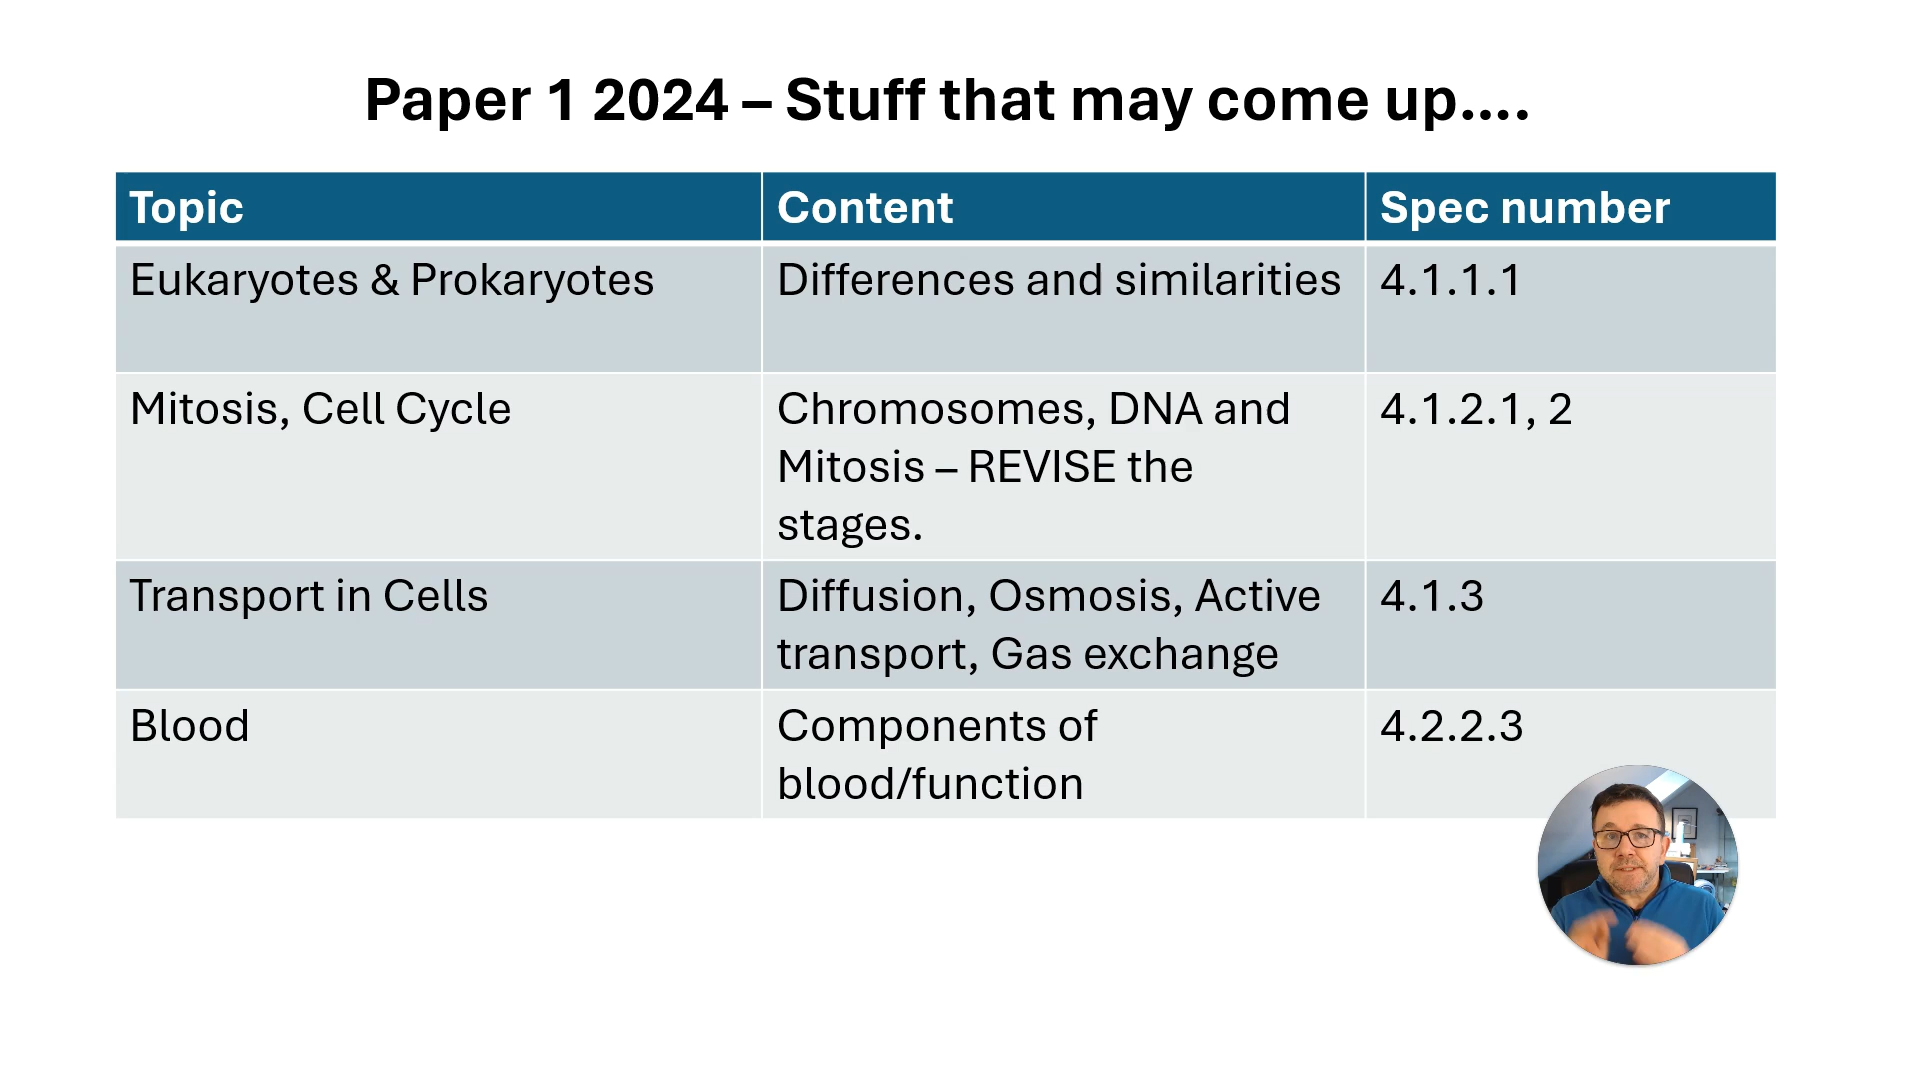 Paper 1 2024 – Stuff that may come up....
Topic
Content
Spec number
Eukaryotes & Prokaryotes
Differences and similarities
4.1.1.1
Mitosis, Cell Cycle
Chromosomes, DNA and
Mitosis – REVISE the
stages.
4.1.2.1, 2
Transport in Cells
Diffusion, Osmosis, Active
transport, Gas exchange
4.1.3
Blood
Components of
blood/function
4.2.2.3